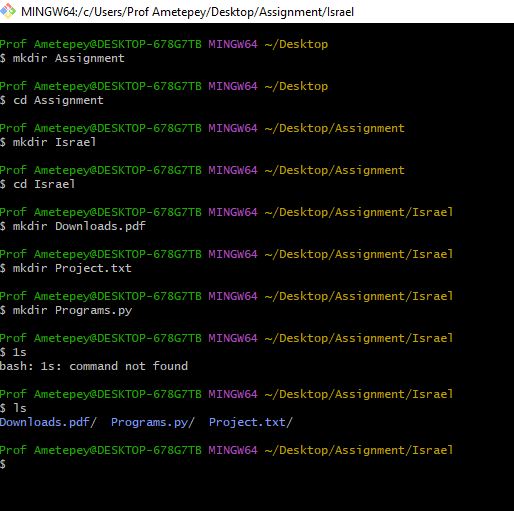 MINGW64:/c/Users/Prof Ametepey/Desktop/Assignment/Israel
Prof Ametepey@DESKTOP-678G7TB MINGW64 ~/Desktop
$ mkdir Assignment
Prof Ametepey@DESKTOP-678G7TB MINGW64 ~/Desktop
$ cd Assignment
Prof Ametepey@DESKTOP-678G7TB MINGW64 ~/Desktop/Assignment
$ mkdir Israel
Prof Ametepey@DESKTOP-678G7TB MINGW64 ~/Desktop/Assignment
$ cd Israel
Prof Ametepey@DESKTOP-678G7TB MINGW64 ~/Desktop/Assignment/Israel
$ mkdir Downloads.pdf
Prof Ametepey@DESKTOP-678G7TB MINGW64 ~/Desktop/Assignment/Israel
$ mkdir Project.txt
Prof Ametepey@DESKTOP-678G7TB MINGW64 ~/Desktop/Assignment/Israel
$ mkdir Programs.py
Prof Ametepey@DESKTOP-678G7TB MINGW64 ~/Desktop/Assignment/Israel
$ 1s
bash: 1s: command not found
Prof Ametepey@DESKTOP-678G7TB MINGW64 ~/Desktop/Assignment/Israel
$ ls
Downloads.pdf/  Programs.py/  Project.txt/
Prof Ametepey@DESKTOP-678G7TB MINGW64 ~/Desktop/Assignment/Israel
$